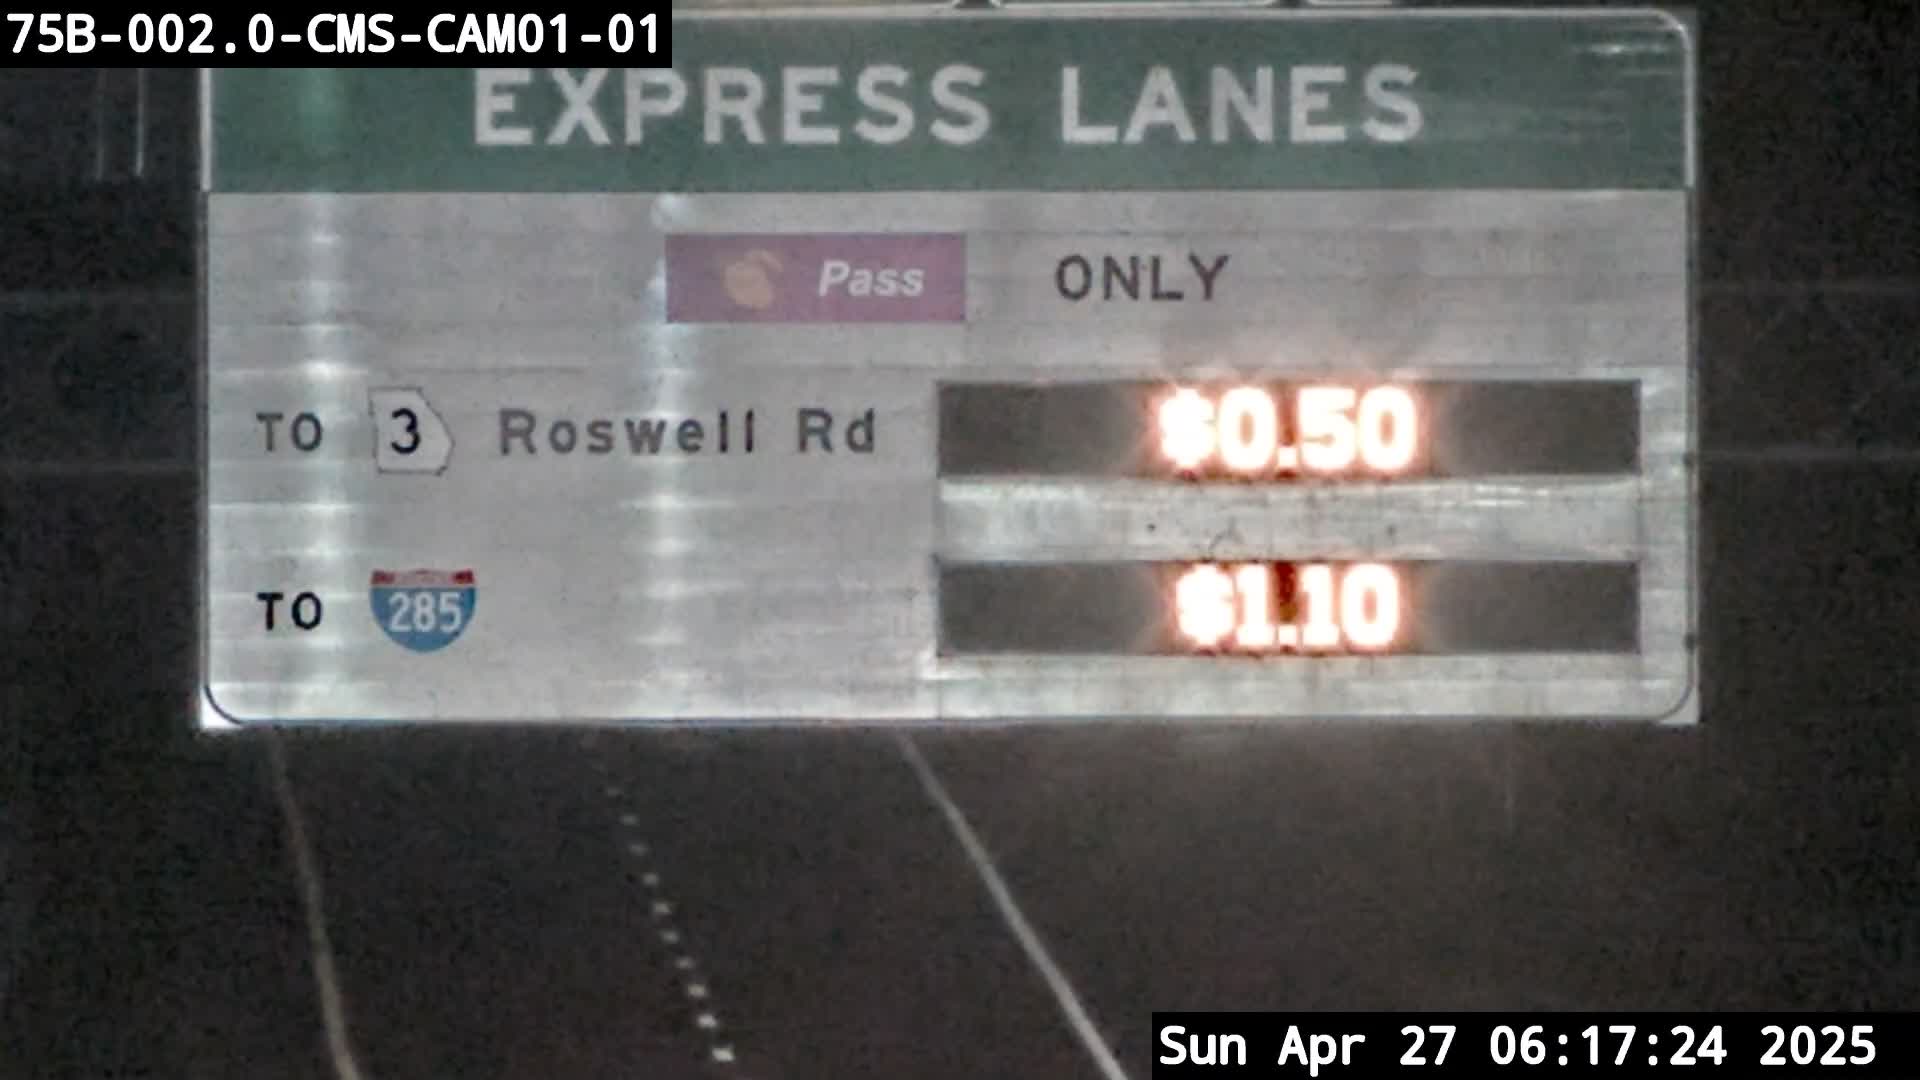 75B-002.0-CMS-CAM01-01
EXPRESS LANES
Pass ONLY
TO 3 Roswell Rd $0.50
TO 285 $1.10
Sun Apr 27 06:17:24 2025